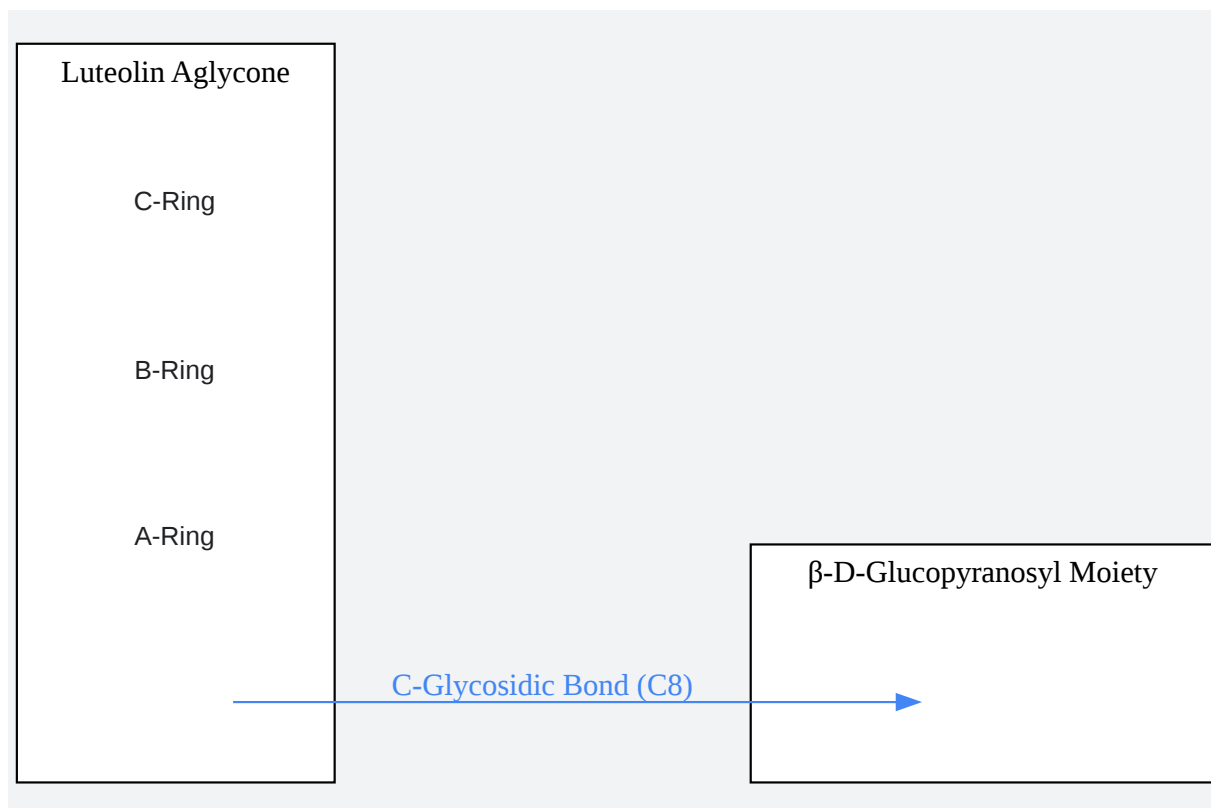 Luteolin Aglycone
C-Ring
B-Ring
A-Ring
β-D-Glucopyranosyl Moiety
C-Glycosidic Bond (C8)